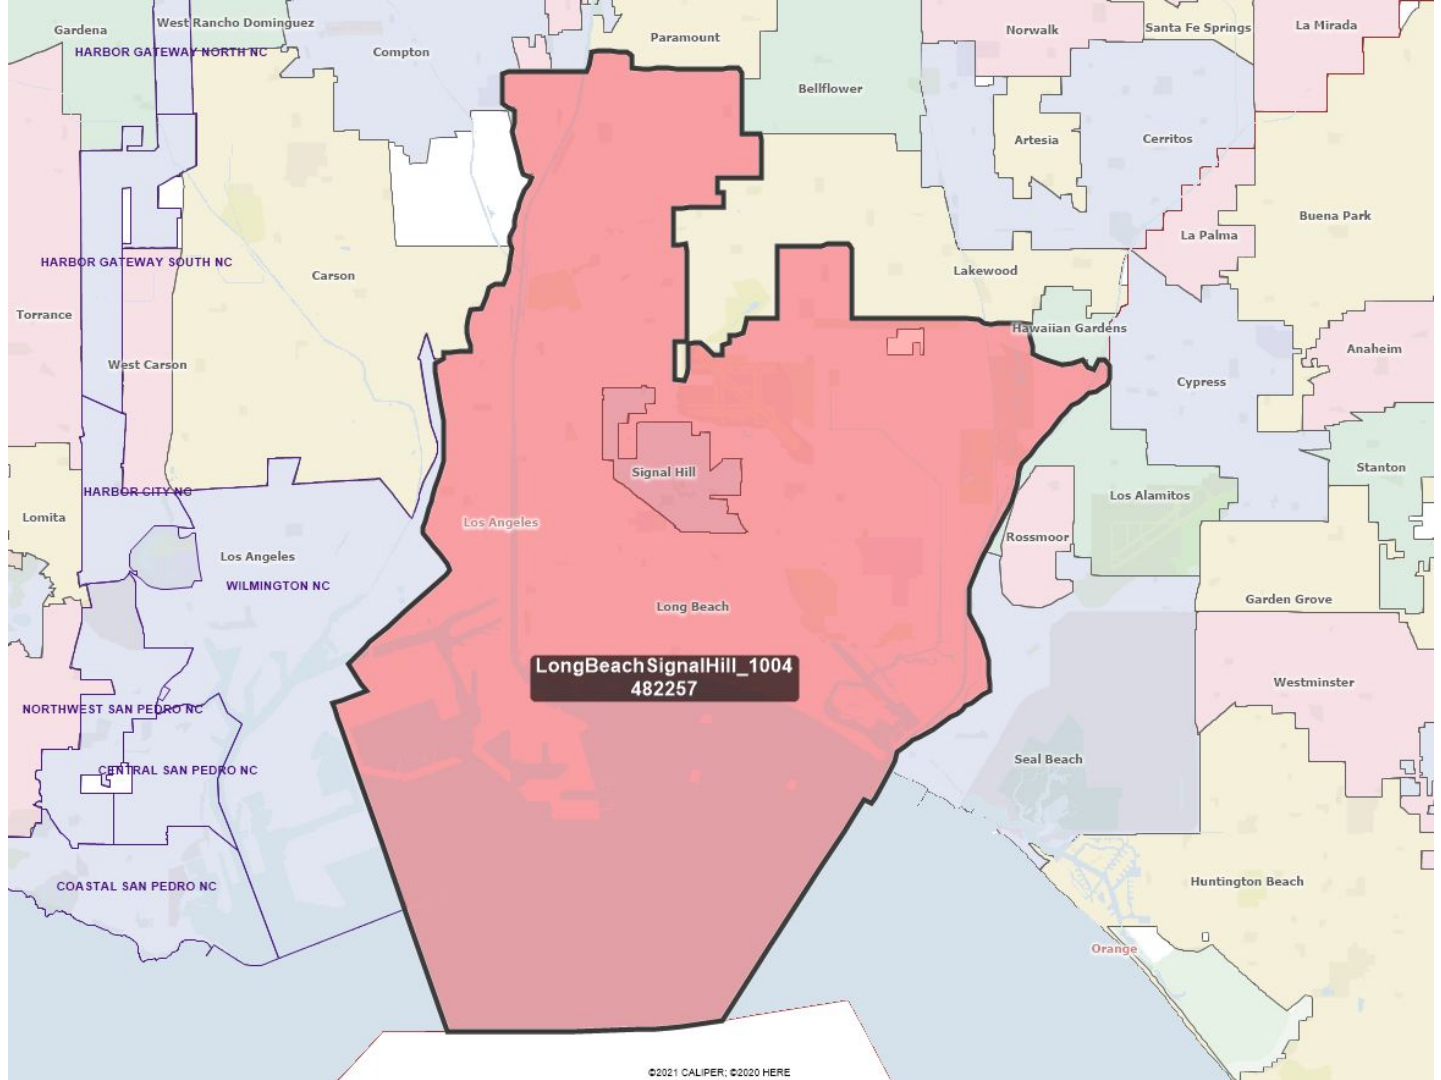 West Rancho Dominguez
Gardena
Santa Fe Springs
La Mirada
Norwalk
Paramount
HARBOR GATEWAY NORTH NC
Compton
Bellflower
Artesia
Cerritos
Buena Park
La Palma
HARBOR GATEWAY SOUTH NC
Carson
Lakewood
Torrance
Hawaiian Gardens
Anaheim
West Carson
Cypress
Signal Hill
Stanton
HARBOR CITY NC
Los Alamitos
Lomita
Los Angeles
Rossmoor
Los Angeles
WILMINGTON NC
Garden Grove
Long Beach
LongBeachSignalHill_1004
482257
Westminster
NORTHWEST SAN PEDRO NC
Seal Beach
CENTRAL SAN PEDRO NC
Huntington Beach
COASTAL SAN PEDRO NC
Orange
©2021 CALIPER; ©2020 HERE